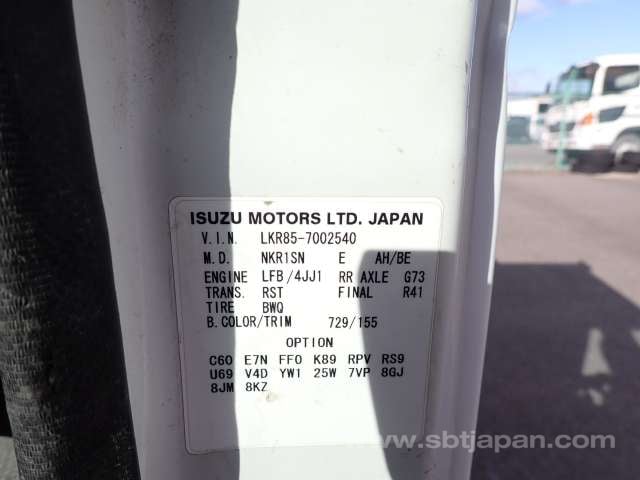 ISUZU MOTORS LTD. JAPAN
V.I.N. LKR85-7002540
M.D. NKR1SN E AH/BE
ENGINE LFB/4JJ1 RR AXLE G73
TRANS. RST FINAL R41
TIRE BWQ
B.COLOR/TRIM 729/155
OPTION
C60 E7N FF0 K89 RPV RS9
U69 V4D YW1 25W 7VP 8GJ
8JM 8KZ
www.sbtjapan.com